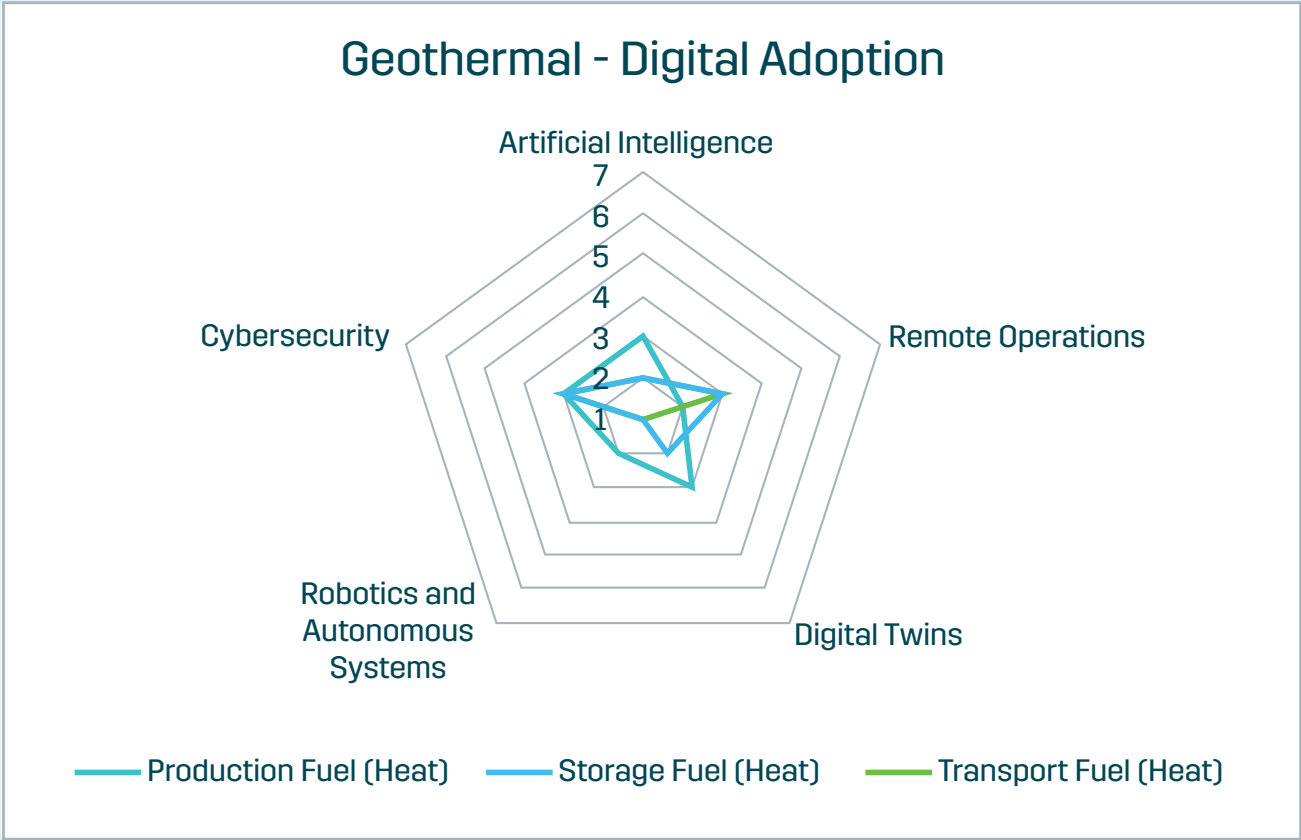 Geothermal - Digital Adoption
Artificial Intelligence
7
6
5
4
3
2
1
Cybersecurity
Remote Operations
Robotics and
Autonomous
Systems
Digital Twins
Production Fuel (Heat)
Storage Fuel (Heat)
Transport Fuel (Heat)